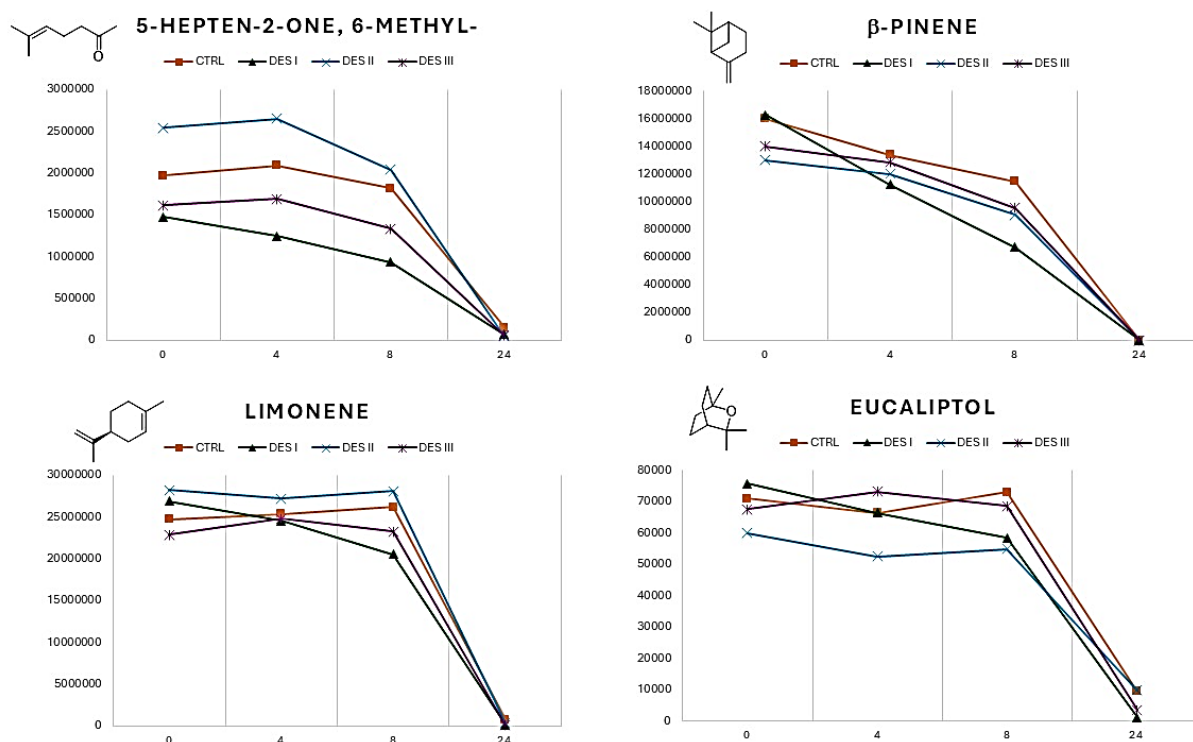 5-HEPTEN-2-ONE, 6-METHYL-
CTRL DES I DES II DES III
3000000
2500000
2000000
1500000
1000000
500000
0
0 4 8 24
O
β-PINENE
CTRL DES I DES II DES III
18000000
16000000
14000000
12000000
10000000
8000000
6000000
4000000
2000000
0
0 4 8 24
LIMONENE
CTRL DES I DES II DES III
30000000
25000000
20000000
15000000
10000000
5000000
0
0 4 8 24
EUCALIPTOL
O
CTRL DES I DES II DES III
80000
70000
60000
50000
40000
30000
20000
10000
0
0 4 8 24